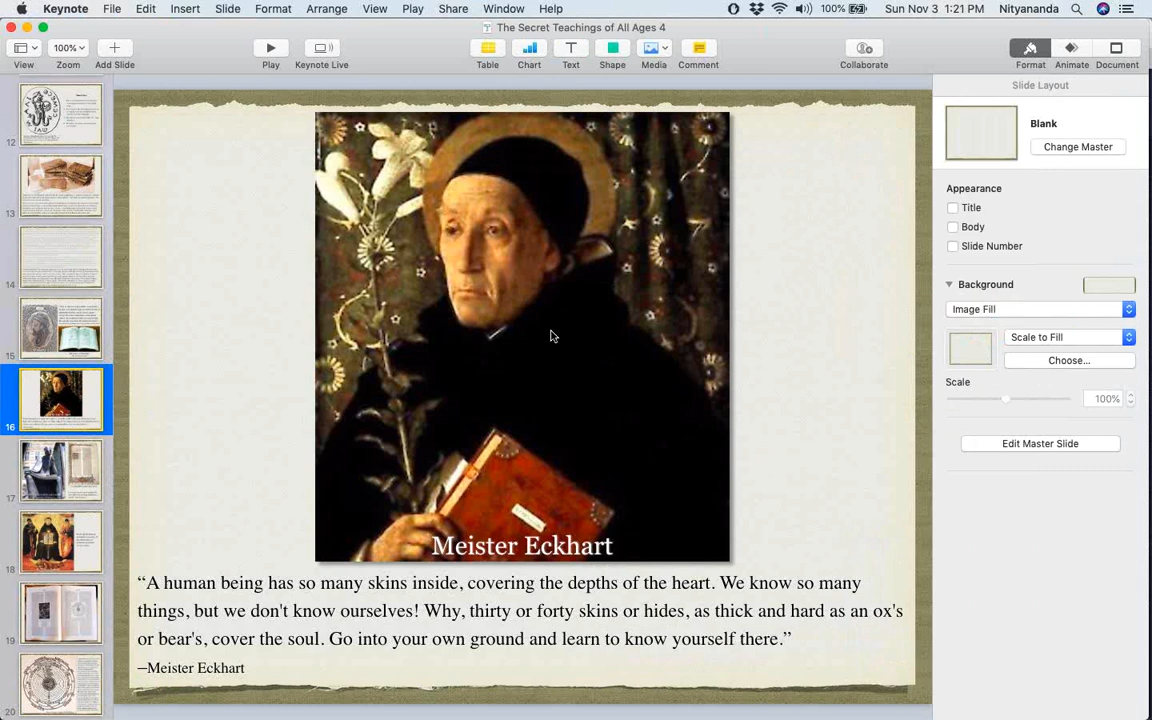 Keynote File Edit Insert Slide Format Arrange View Play Share Window Help 100% Sun Nov 3 1:21 PM Nityananda
The Secret Teachings of All Ages 4
100%
View Zoom Add Slide Play Keynote Live Table Chart Text Shape Media Comment Collaborate Format Animate Document
Slide Layout
Blank
Change Master
Appearance
Title
Body
Slide Number
Background
Image Fill
Scale to Fill
Choose...
Scale
100%
Edit Master Slide
12
13
14
15
16
17
18
19
20
Meister Eckhart
“A human being has so many skins inside, covering the depths of the heart. We know so many
things, but we don't know ourselves! Why, thirty or forty skins or hides, as thick and hard as an ox's
or bear's, cover the soul. Go into your own ground and learn to know yourself there.”
–Meister Eckhart